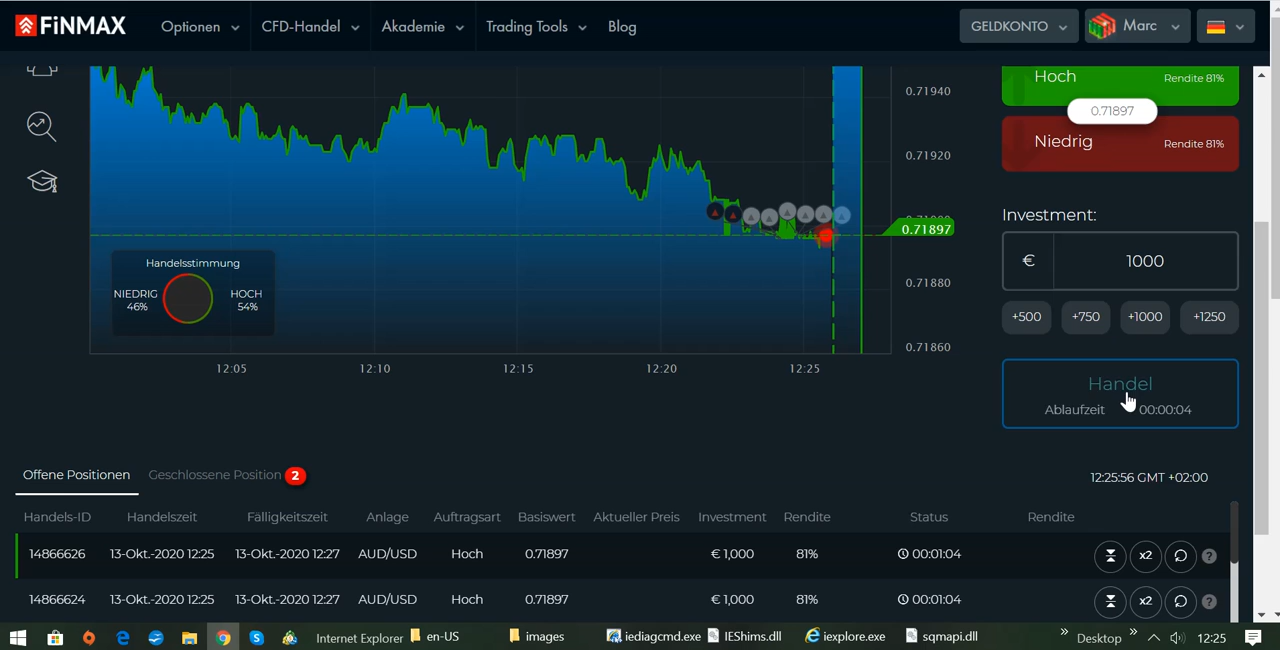 FiNMAX
Optionen
CFD-Handel
Akademie
Trading Tools
Blog
GELDKONTO
Marc
0.71940
0.71920
0.71897
0.71880
0.71860
Handelsstimmung
NIEDRIG
46%
HOCH
54%
12:05
12:10
12:15
12:20
12:25
Hoch
Rendite 81%
0.71897
Niedrig
Rendite 81%
Investment:
€ 1000
+500
+750
+1000
+1250
Handel
Ablaufzeit 00:00:04
Offene Positionen
Geschlossene Position 2
12:25:56 GMT +02:00
Handels-ID Handelszeit Fälligkeitszeit Anlage Auftragsart Basiswert Aktueller Preis Investment Rendite Status Rendite
14866626 13-Okt.-2020 12:25 13-Okt.-2020 12:27 AUD/USD Hoch 0.71897 € 1,000 81% 00:01:04 x2 ?
14866624 13-Okt.-2020 12:25 13-Okt.-2020 12:27 AUD/USD Hoch 0.71897 € 1,000 81% 00:01:04 x2 ?
Internet Explorer
en-US
images
iediagcmd.exe
IEShims.dll
iexplore.exe
sqmapi.dll
Desktop
12:25